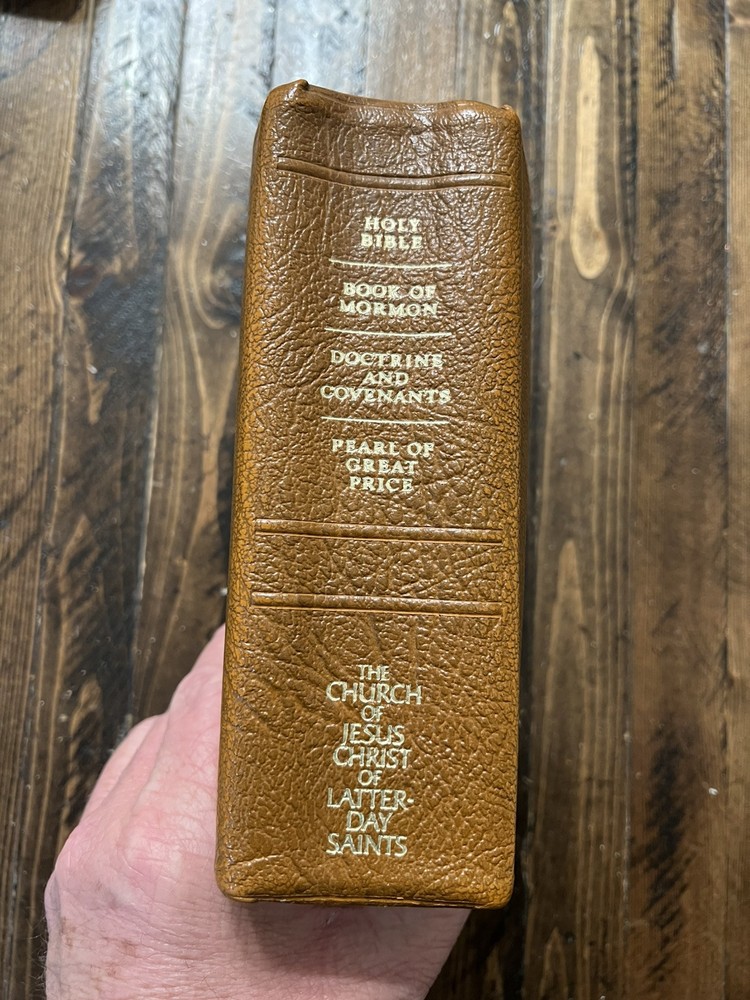 HOLY
BIBLE
BOOK OF
MORMON
DOCTRINE
AND
COVENANTS
PEARL OF
GREAT
PRICE
THE
CHURCH
OF
JESUS
CHRIST
OF
LATTER-
DAY
SAINTS